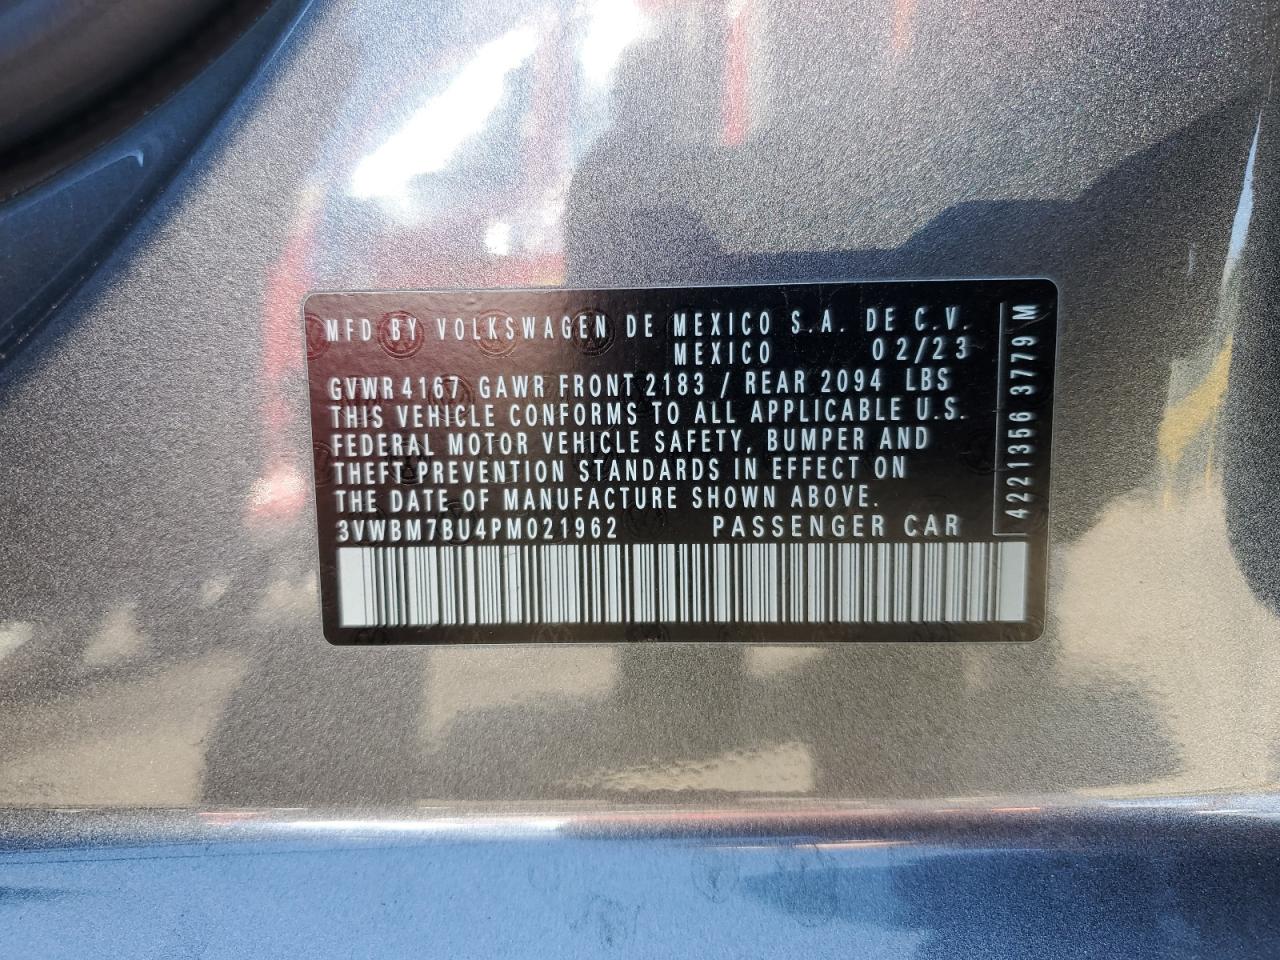 MFD BY VOLKSWAGEN DE MEXICO S.A. DE C.V.
MEXICO 02/23
GVWR 4167 GAWR FRONT 2183 / REAR 2094 LBS
THIS VEHICLE CONFORMS TO ALL APPLICABLE U.S.
FEDERAL MOTOR VEHICLE SAFETY, BUMPER AND
THEFT PREVENTION STANDARDS IN EFFECT ON
THE DATE OF MANUFACTURE SHOWN ABOVE.
3VWBM7BU4PM021962 PASSENGER CAR
4221356 3779 M